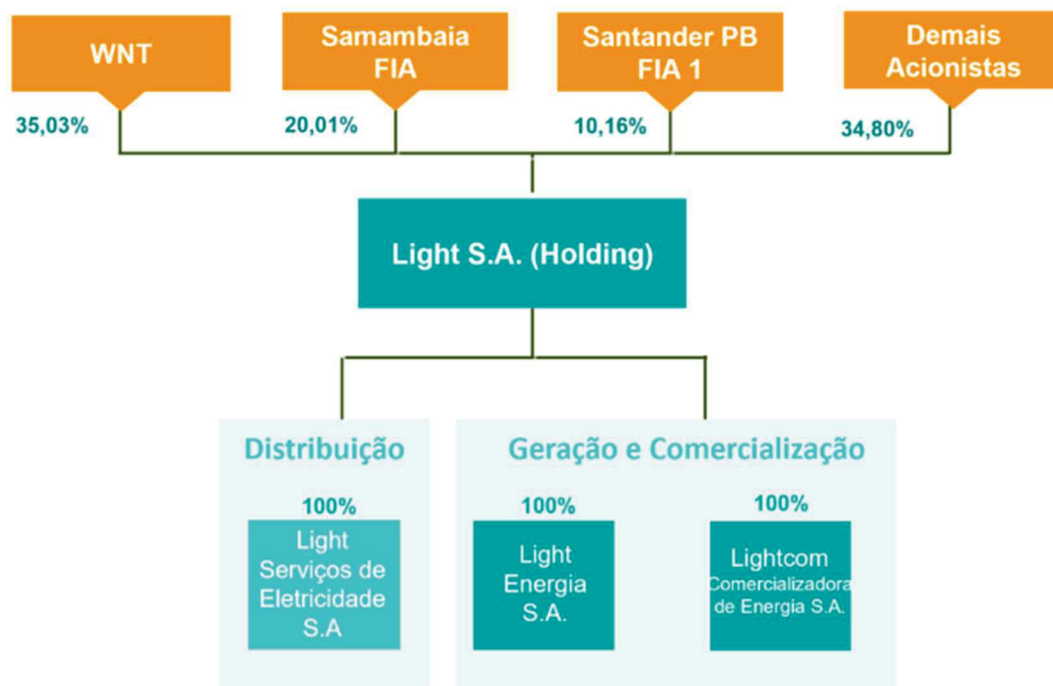 WNT
Samambaia
FIA
Santander PB
FIA 1
Demais
Acionistas
35,03%
20,01%
10,16%
34,80%
Light S.A. (Holding)
Distribuição
Geração e Comercialização
100%
100%
100%
Light
Serviços de
Eletricidade
S.A
Light
Energia
S.A.
Lightcom
Comercializadora
de Energia S.A.